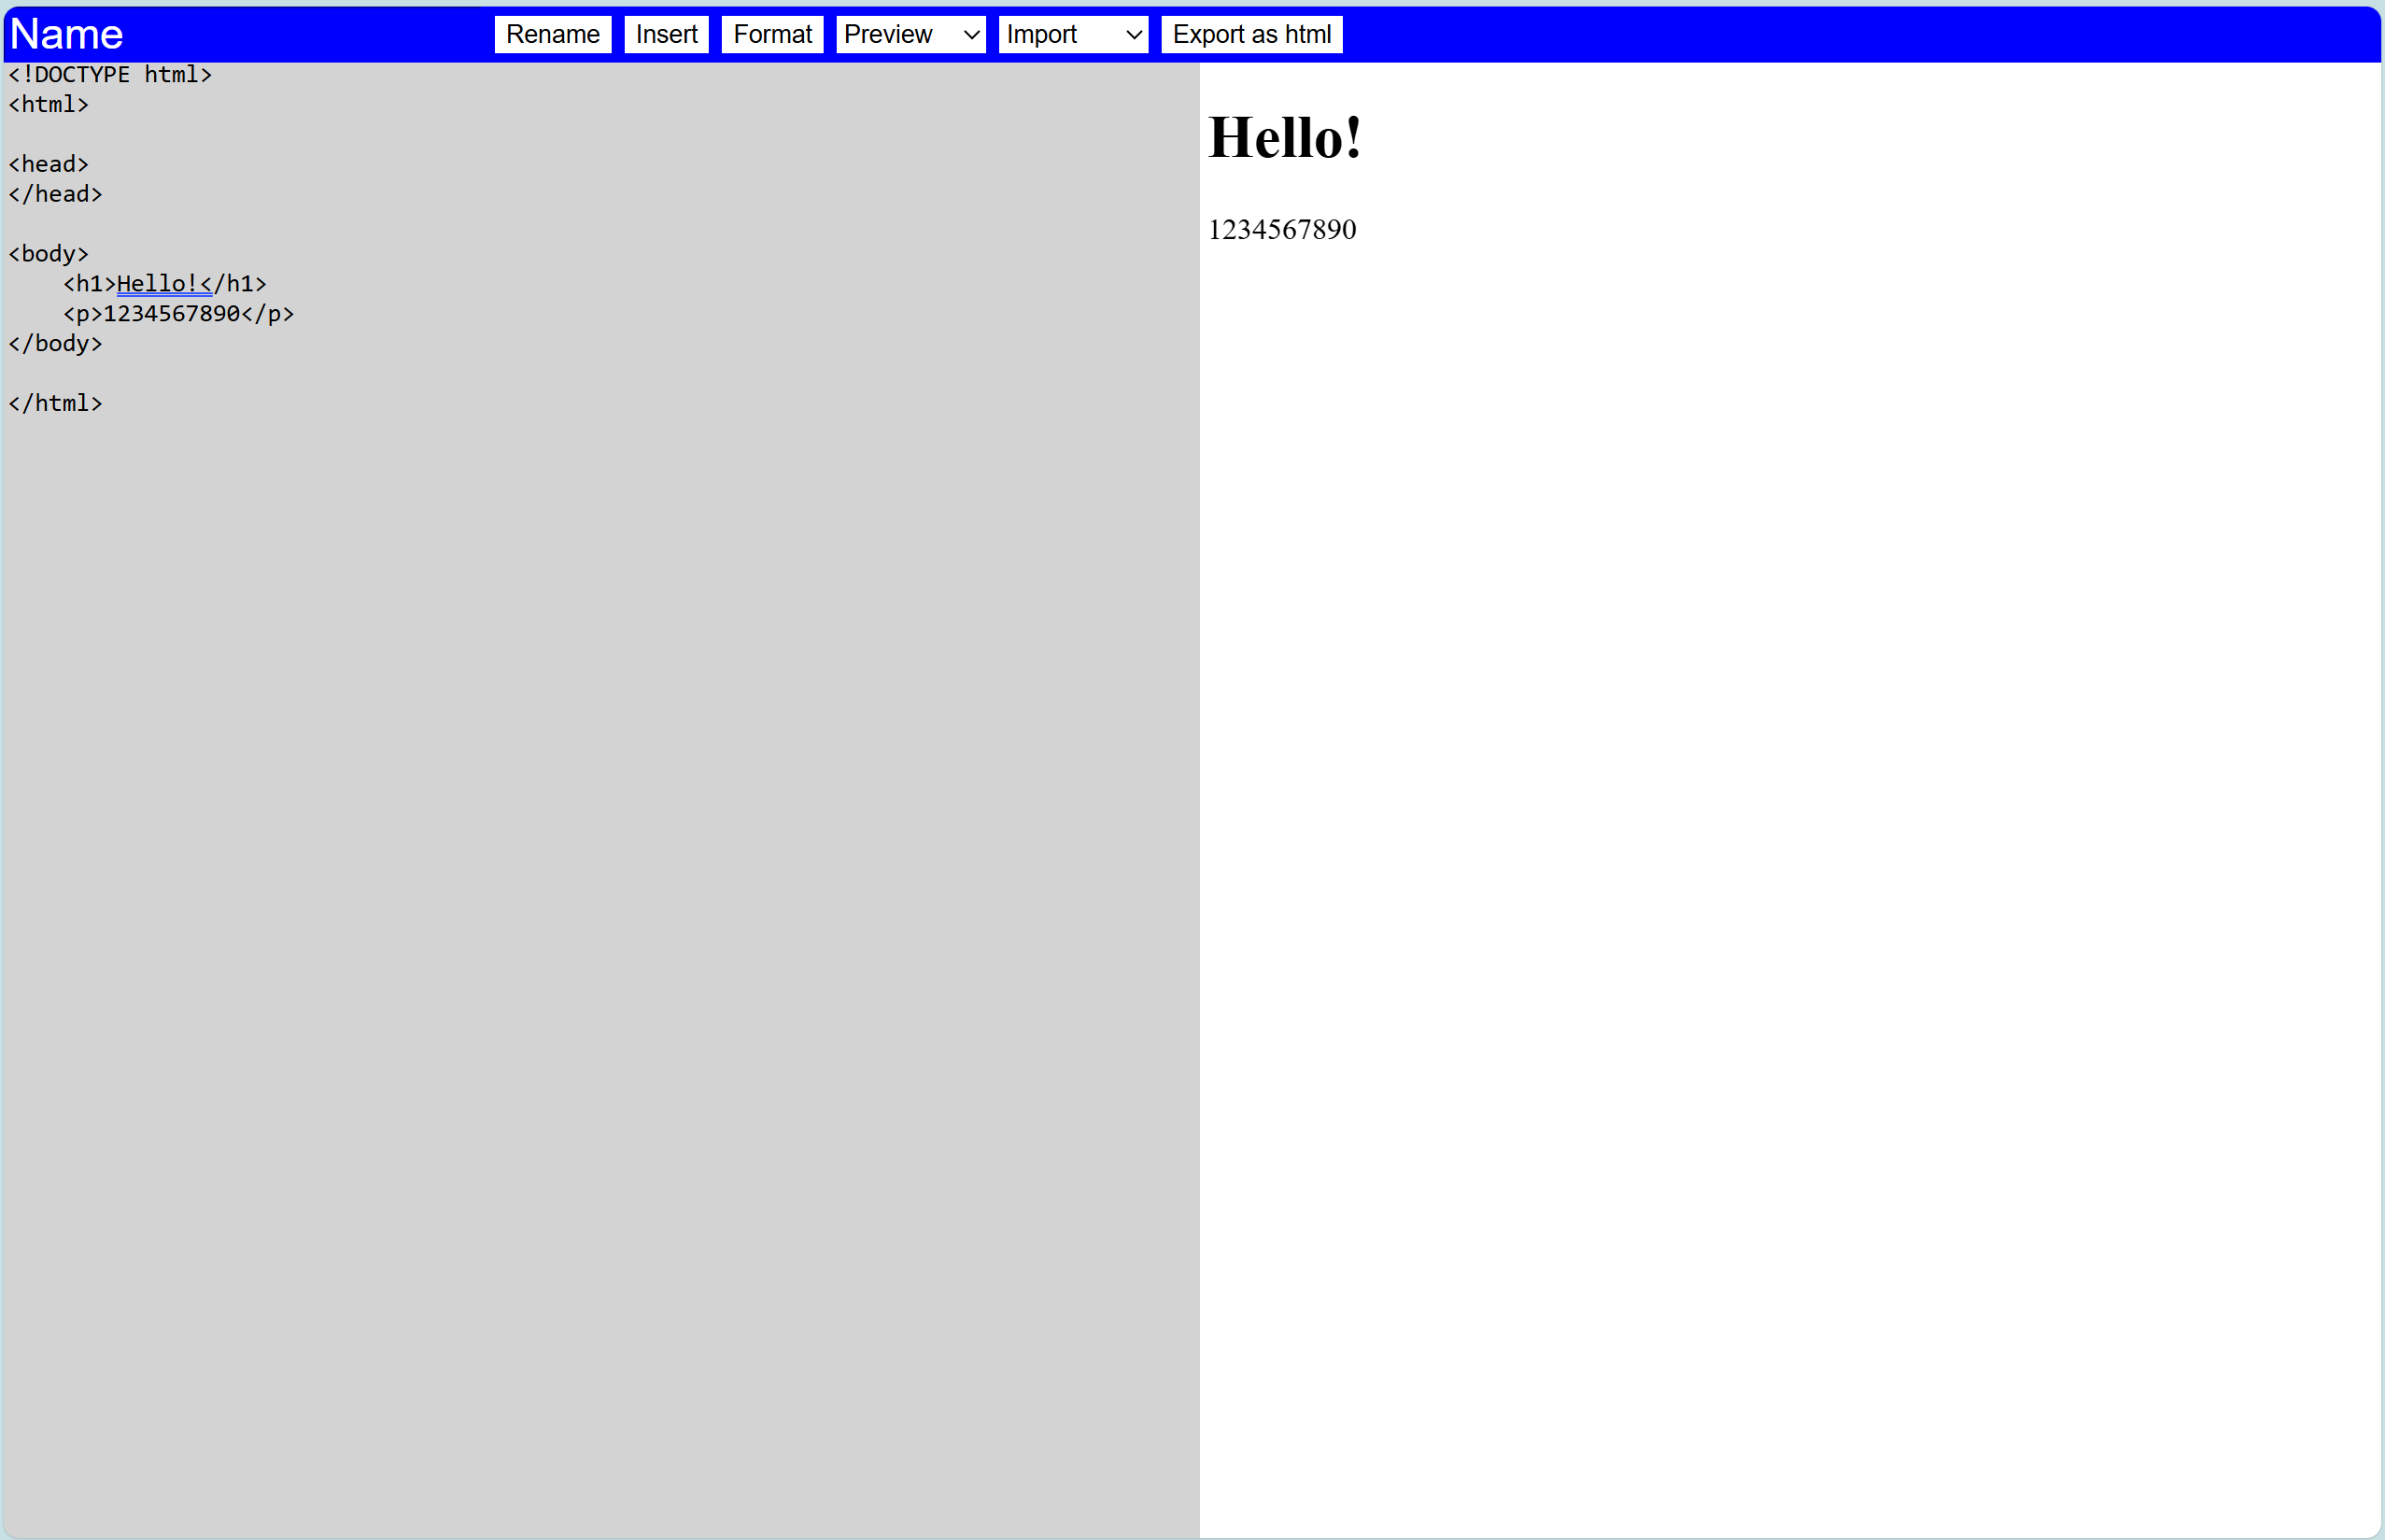 Name Rename Insert Format Preview Import Export as html
<!DOCTYPE html>
<html>
<head>
</head>
<body>
<h1>Hello!</h1>
<p>1234567890</p>
</body>
</html>
Hello!
1234567890